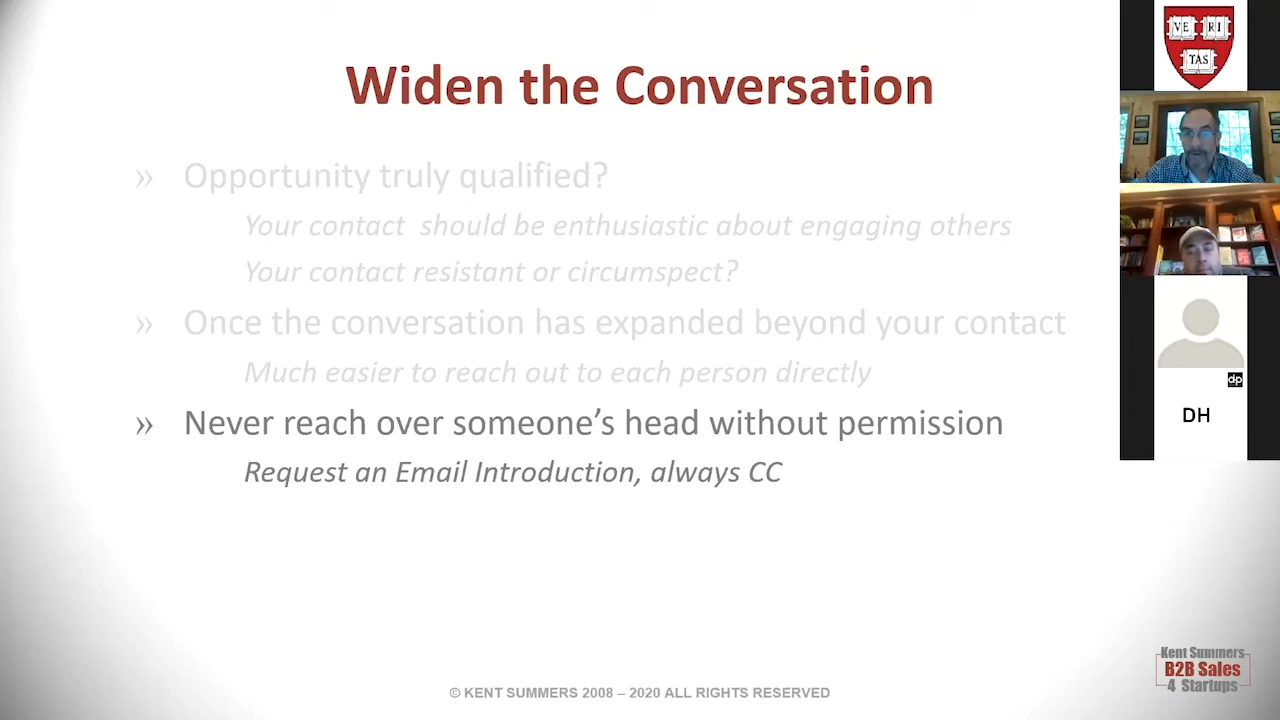 Widen the Conversation
» Opportunity truly qualified?
Your contact should be enthusiastic about engaging others
Your contact resistant or circumspect?
» Once the conversation has expanded beyond your contact
Much easier to reach out to each person directly
» Never reach over someone’s head without permission
Request an Email Introduction, always CC
© KENT SUMMERS 2008 – 2020 ALL RIGHTS RESERVED
VE RI
TAS
dp
DH
Kent Summers
B2B Sales
4 Startups